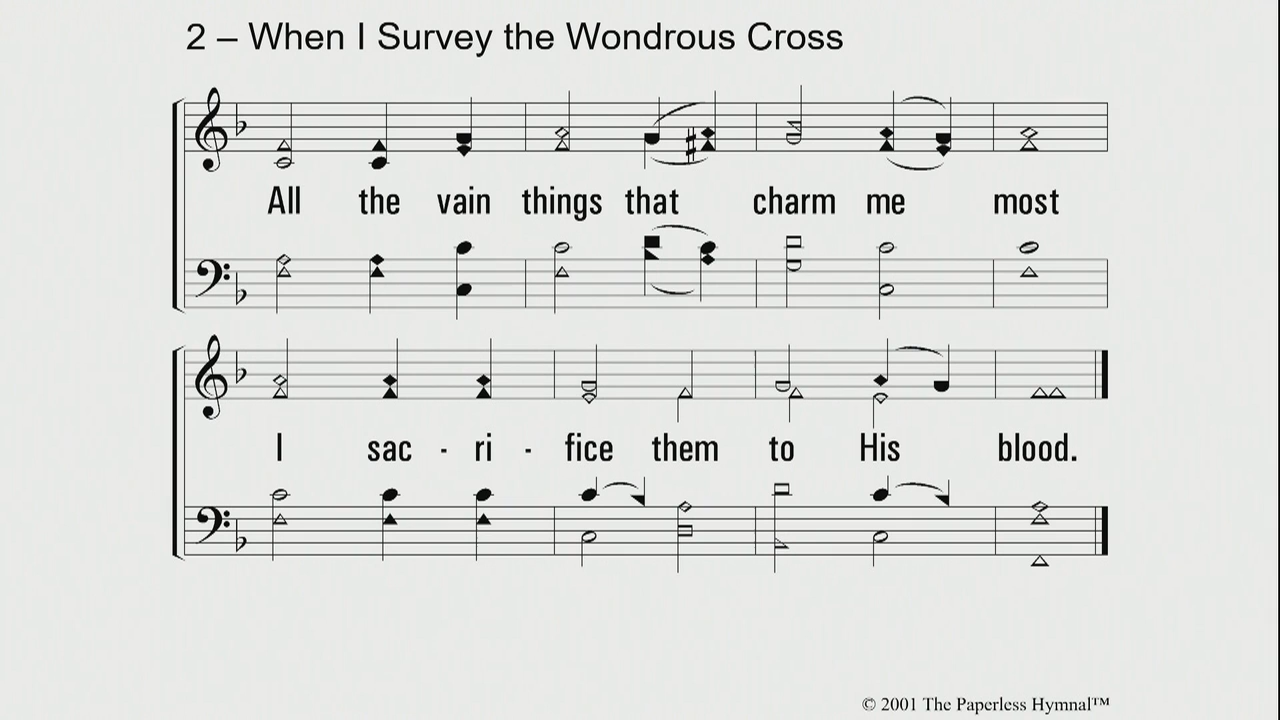 2 – When I Survey the Wondrous Cross
All the vain things that charm me most
I sac - ri - fice them to His blood.
© 2001 The Paperless Hymnal™